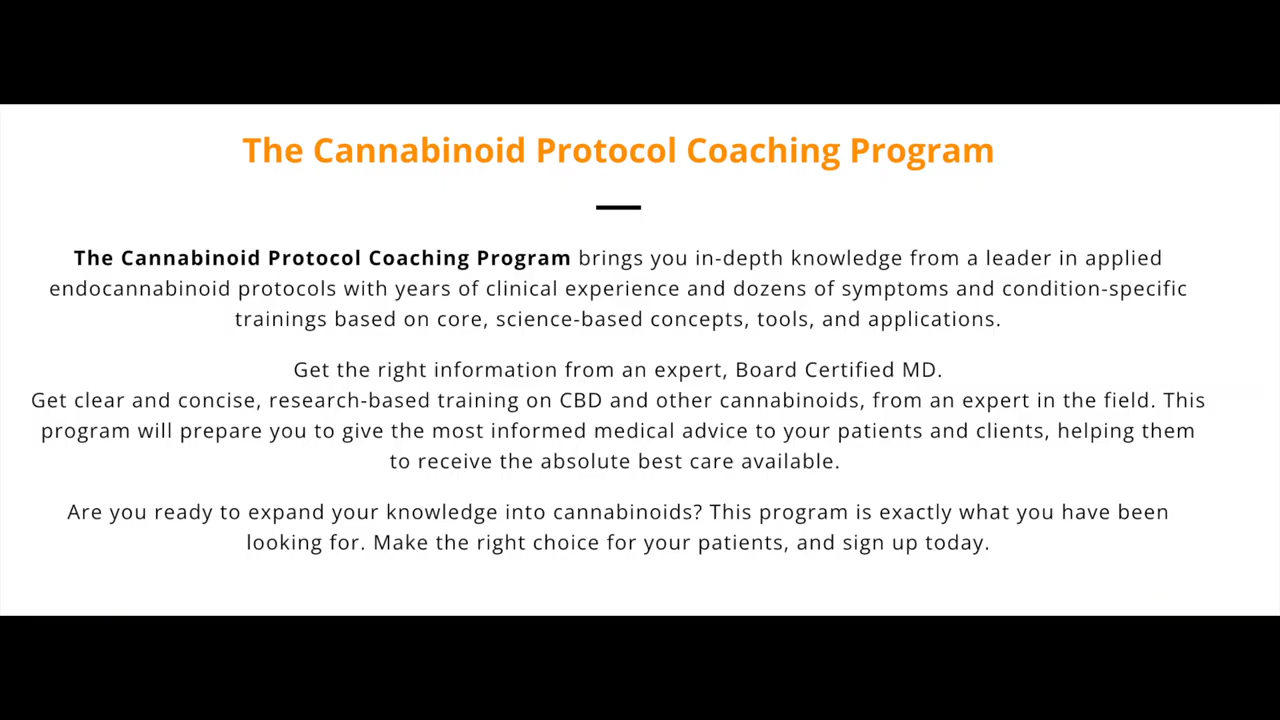 The Cannabinoid Protocol Coaching Program
The Cannabinoid Protocol Coaching Program brings you in-depth knowledge from a leader in applied
endocannabinoid protocols with years of clinical experience and dozens of symptoms and condition-specific
trainings based on core, science-based concepts, tools, and applications.
Get the right information from an expert, Board Certified MD.
Get clear and concise, research-based training on CBD and other cannabinoids, from an expert in the field. This
program will prepare you to give the most informed medical advice to your patients and clients, helping them
to receive the absolute best care available.
Are you ready to expand your knowledge into cannabinoids? This program is exactly what you have been
looking for. Make the right choice for your patients, and sign up today.